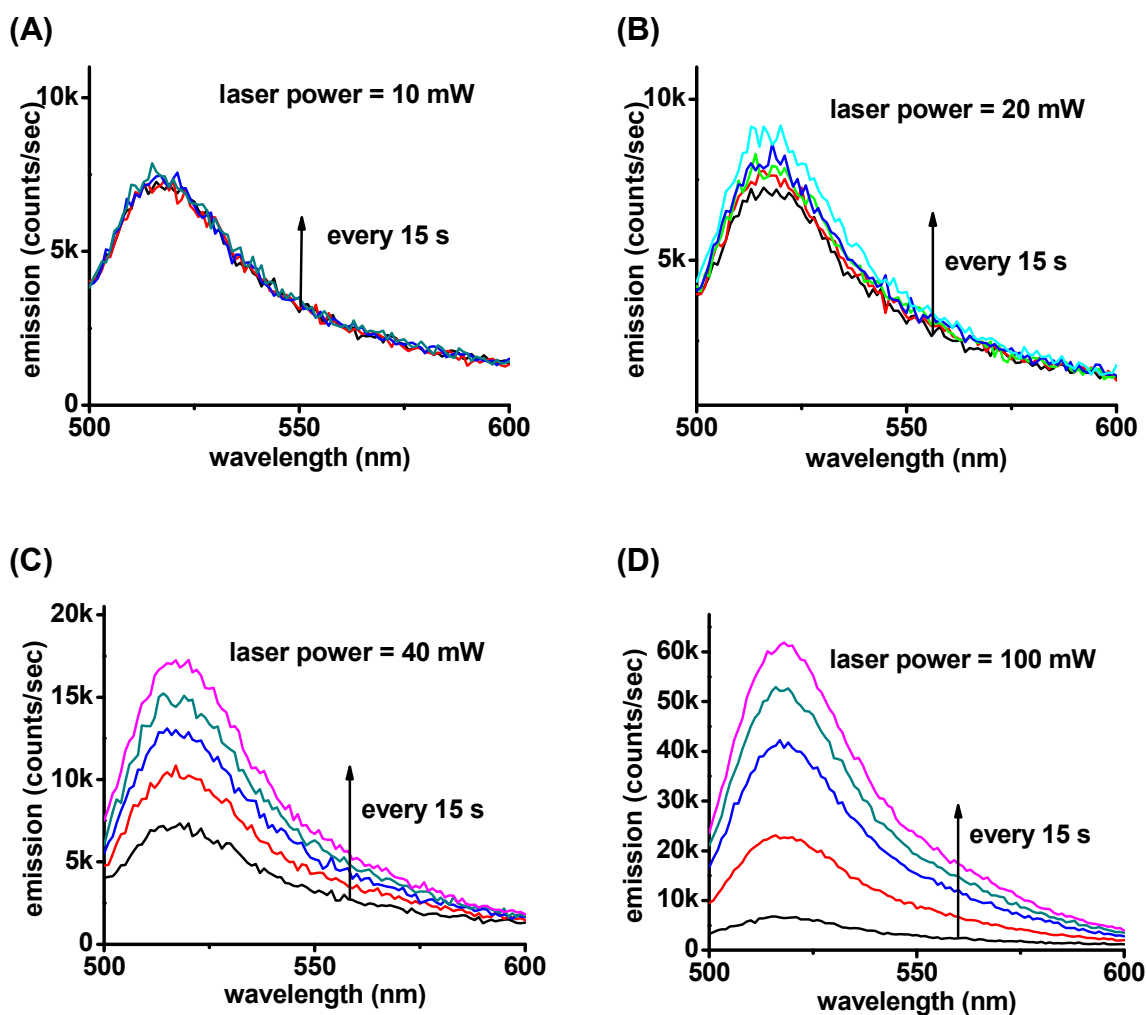 (A)
laser power = 10 mW
every 15 s
emission (counts/sec)
10k
5k
0
500
550
600
wavelength (nm)
(B)
laser power = 20 mW
every 15 s
emission (counts/sec)
10k
5k
500
550
600
wavelength (nm)
(C)
laser power = 40 mW
every 15 s
emission (counts/sec)
20k
15k
10k
5k
0
500
550
600
wavelength (nm)
(D)
laser power = 100 mW
every 15 s
emission (counts/sec)
60k
50k
40k
30k
20k
10k
0
500
550
600
wavelength (nm)